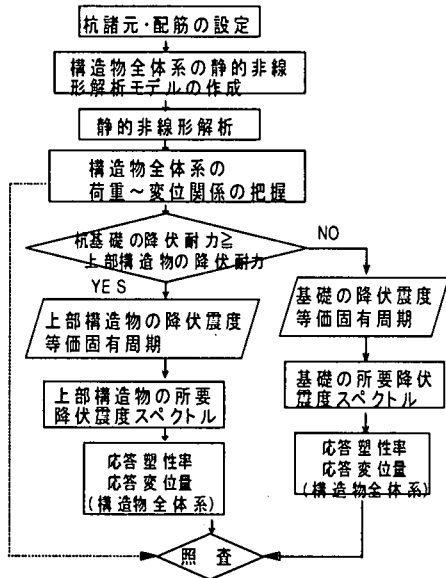 杭諸元・配筋の設定
構造物全体系の静的非線
形解析モデルの作成
静的非線形解析
構造物全体系の
荷重～変位関係の把握
杭基礎の降伏耐力≧
上部構造物の降伏耐力
NO
YES
上部構造物の降伏震度
等価固有周期
基礎の降伏震度
等価固有周期
上部構造物の所要
降伏震度スペクトル
基礎の所要降伏
震度スペクトル
応答塑性率
応答変位量
(構造物全体系)
応答塑性率
応答変位量
(構造物全体系)
照査